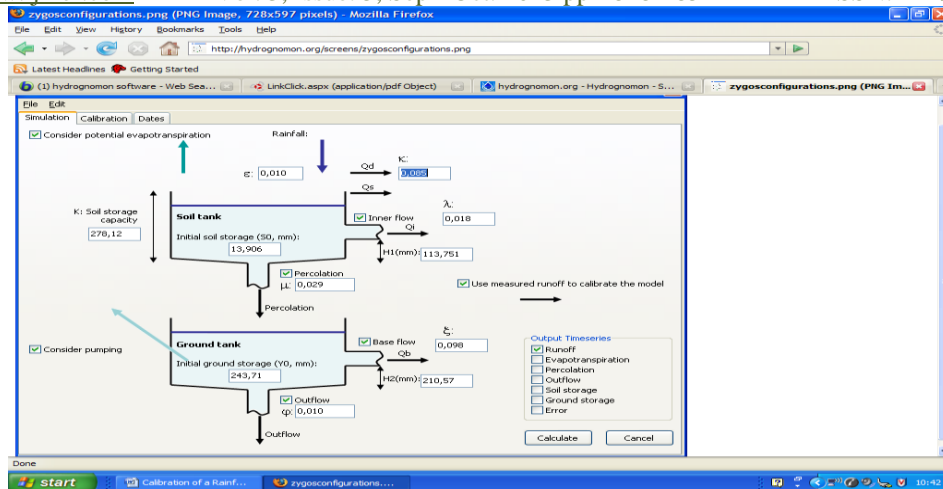 zygosconfigurations.png (PNG Image, 728x597 pixels) - Mozilla Firefox
File Edit View History Bookmarks Tools Help
http://hydrognomon.org/screens/zygosconfigurations.png
Latest Headlines Getting Started
(1) hydrognomon software - Web Sea... LinkClick.aspx (application/pdf Object) hydrognomon.org - Hydrognomon - S... zygosconfigurations.png (PNG Im...
File Edit
Simulation Calibration Dates
Consider potential evapotranspiration Rainfall:
ε: 0,010 Qd κ: 0,085
Qs
K: Soil storage capacity
278,12
Soil tank
Initial soil storage (S0, mm):
13,906
Inner flow
λ:
0,018
Qi
H1(mm): 113,751
Percolation
μ: 0,029
Percolation
Use measured runoff to calibrate the model
Consider pumping
Ground tank
Initial ground storage (Y0, mm):
243,71
Base flow
ξ:
0,098
Qb
H2(mm): 210,57
Outflow
φ: 0,010
Outflow
Output Timeseries
Runoff
Evapotranspiration
Percolation
Outflow
Soil storage
Ground storage
Error
Calculate Cancel
Done
start Calibration of a Rainf... zygosconfigurations.... 10:42